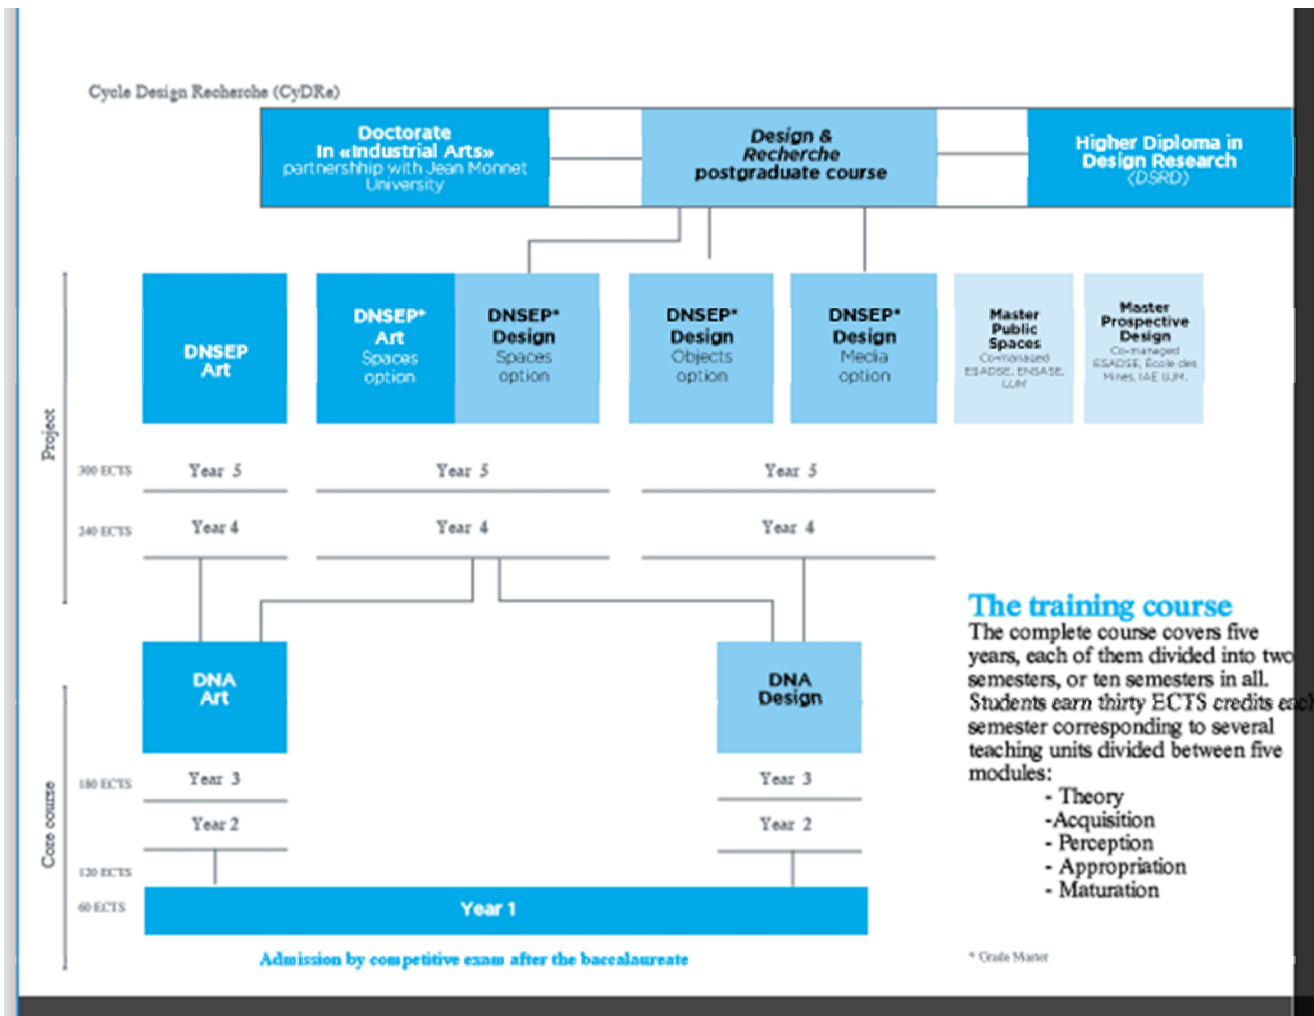 Cycle Design Recherche (CyDRe)
Doctorate
In «Industrial Arts»
partnershhip with Jean Monnet
University
Design &
Recherche
postgraduate course
Higher Diploma in
Design Research
(DSRD)
DNSEP
Art
DNSEP*
Art
Spaces
option
DNSEP*
Design
Spaces
option
DNSEP*
Design
Objects
option
DNSEP*
Design
Media
option
Master
Public
Spaces
Co-managed
ESADSE, ENSASE,
UJM
Master
Prospective
Design
Co-managed
ESADSE, École des
Mines, IAE UJM.
Project
300 ECTS
Year 5
Year 5
Year 5
240 ECTS
Year 4
Year 4
Year 4
DNA
Art
DNA
Design
Core course
180 ECTS
Year 3
Year 3
Year 2
Year 2
120 ECTS
60 ECTS
Year 1
Admission by competitive exam after the baccalaureate
The training course
The complete course covers five
years, each of them divided into two
semesters, or ten semesters in all.
Students earn thirty ECTS credits each
semester corresponding to several
teaching units divided between five
modules:
- Theory
-Acquisition
- Perception
- Appropriation
- Maturation
* Grade Master